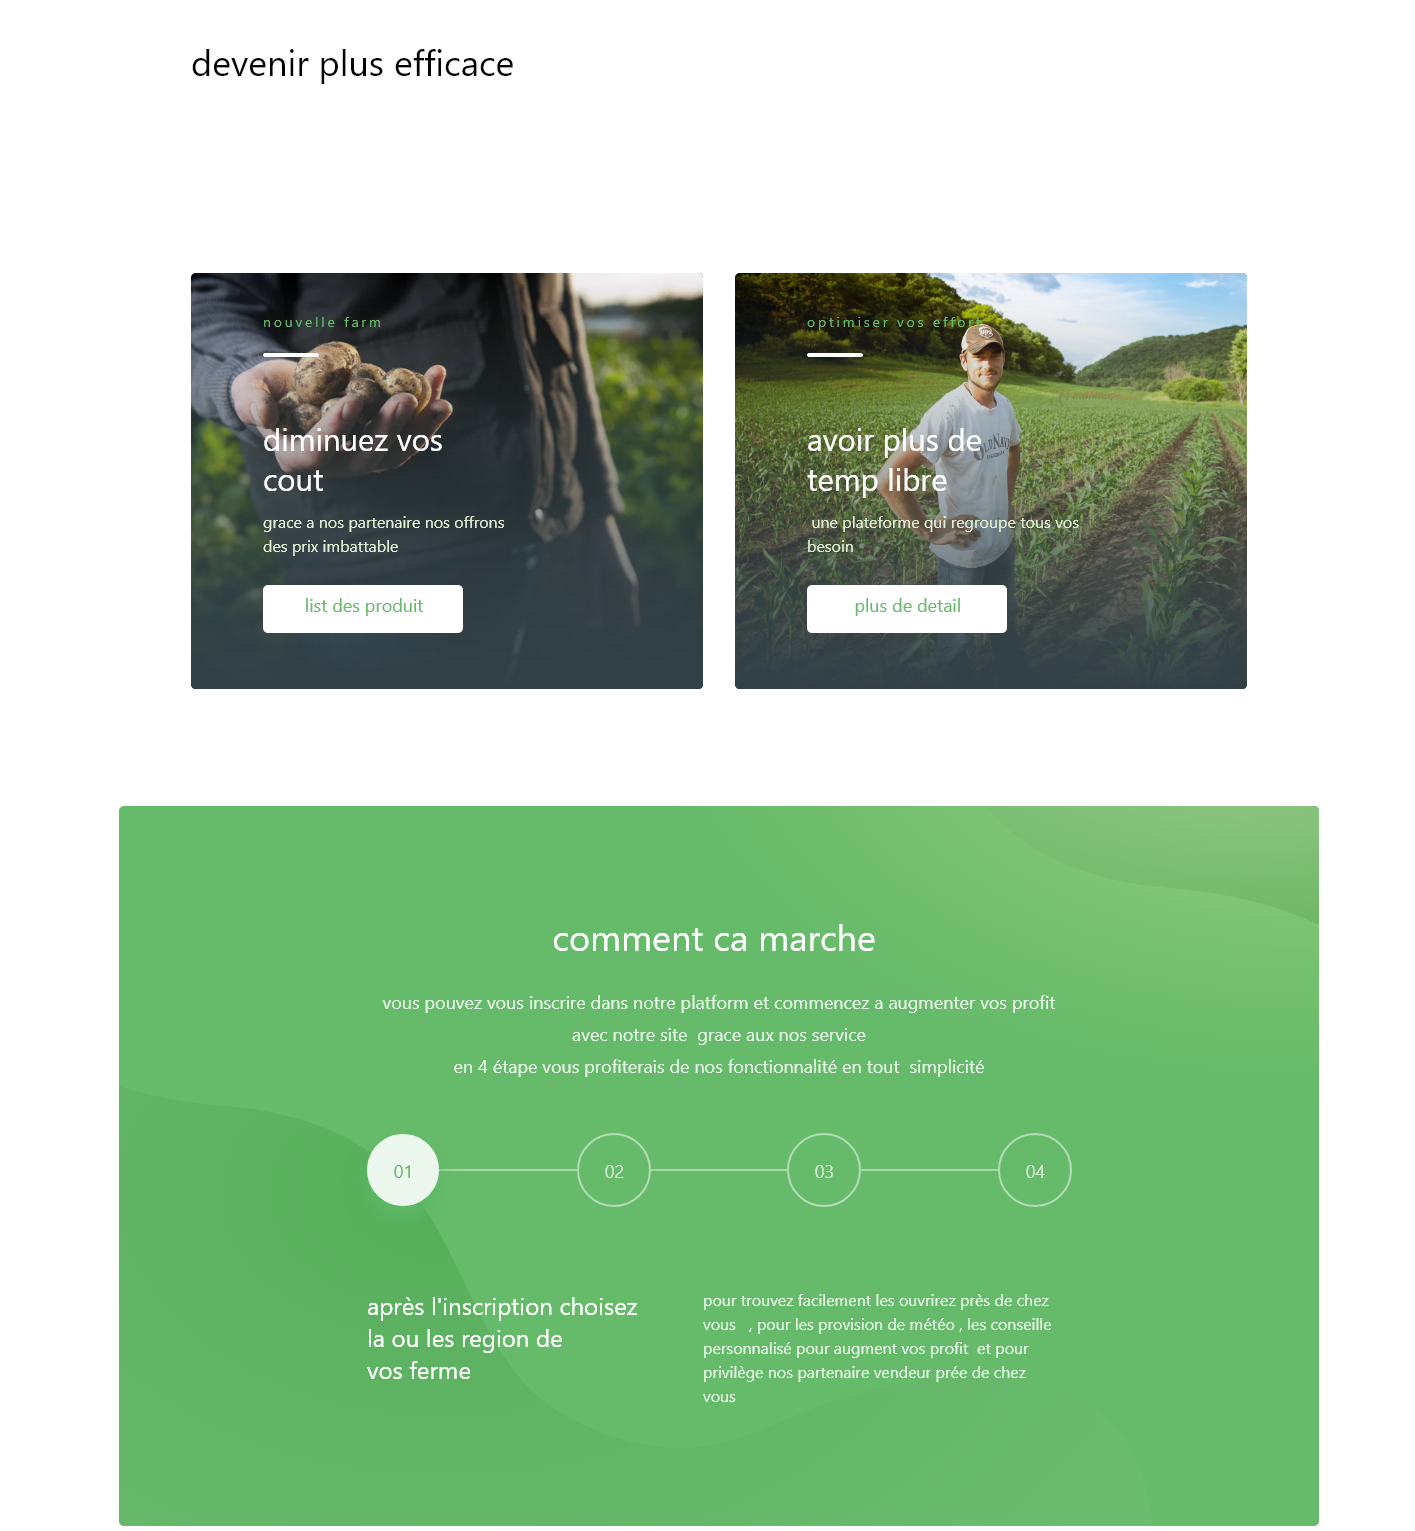 devenir plus efficace
nouvelle farm
diminuez vos
cout
grace a nos partenaire nos offrons
des prix imbattable
list des produit
optimiser vos effort
avoir plus de
temp libre
une plateforme qui regroupe tous vos
besoin
plus de detail
comment ca marche
vous pouvez vous inscrire dans notre platform et commencez a augmenter vos profit
avec notre site  grace aux nos service
en 4 étape vous profiterais de nos fonctionnalité en tout  simplicité
01
02
03
04
après l'inscription choisez
la ou les region de
vos ferme
pour trouvez facilement les ouvrirez près de chez
vous   , pour les provision de météo , les conseille
personnalisé pour augment vos profit  et pour
privilège nos partenaire vendeur prée de chez
vous